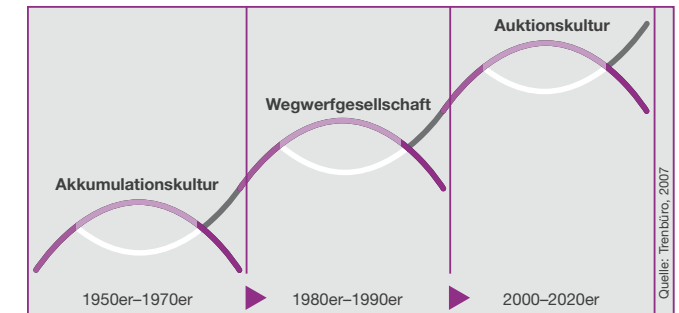 Auktionskultur
Wegwerfgesellschaft
Akkumulationskultur
1950er–1970er
1980er–1990er
2000–2020er
Quelle: Trenbüro, 2007